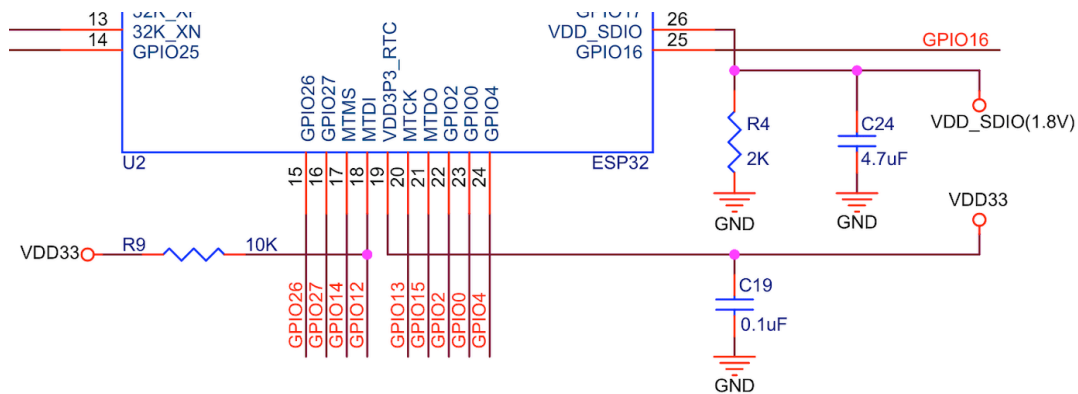 32K_XP
GPIO17
13
32K_XN
14
GPIO25
VDD_SDIO
26
GPIO16
25
GPIO16
GPIO26
GPIO27
MTMS
MTDI
VDD3P3_RTC
MTCK
MTDO
GPIO2
GPIO0
GPIO4
R4
2K
C24
4.7uF
VDD_SDIO(1.8V)
U2
ESP32
15
16
17
18
19
20
21
22
23
24
GND
GND
VDD33
VDD33
R9
10K
GPIO26
GPIO27
GPIO14
GPIO12
GPIO13
GPIO15
GPIO2
GPIO0
GPIO4
C19
0.1uF
GND